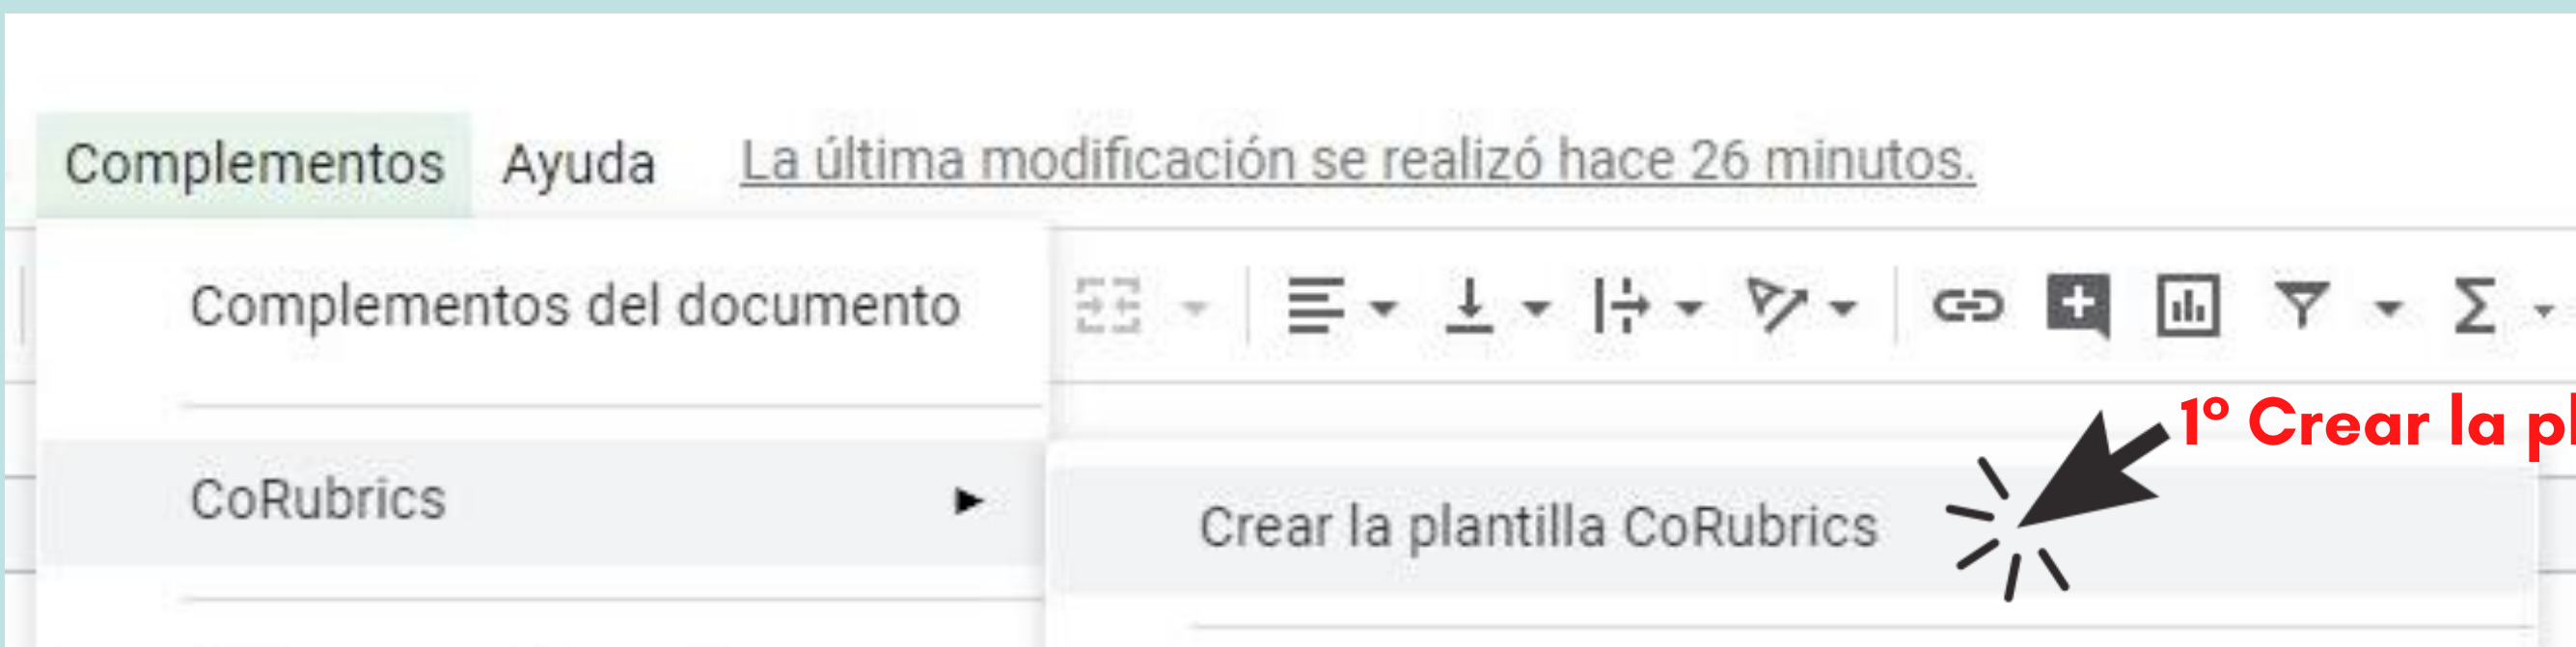 Complementos Ayuda La última modificación se realizó hace 26 minutos.
Complementos del documento
1º Crear la pl
CoRubrics
Crear la plantilla CoRubrics